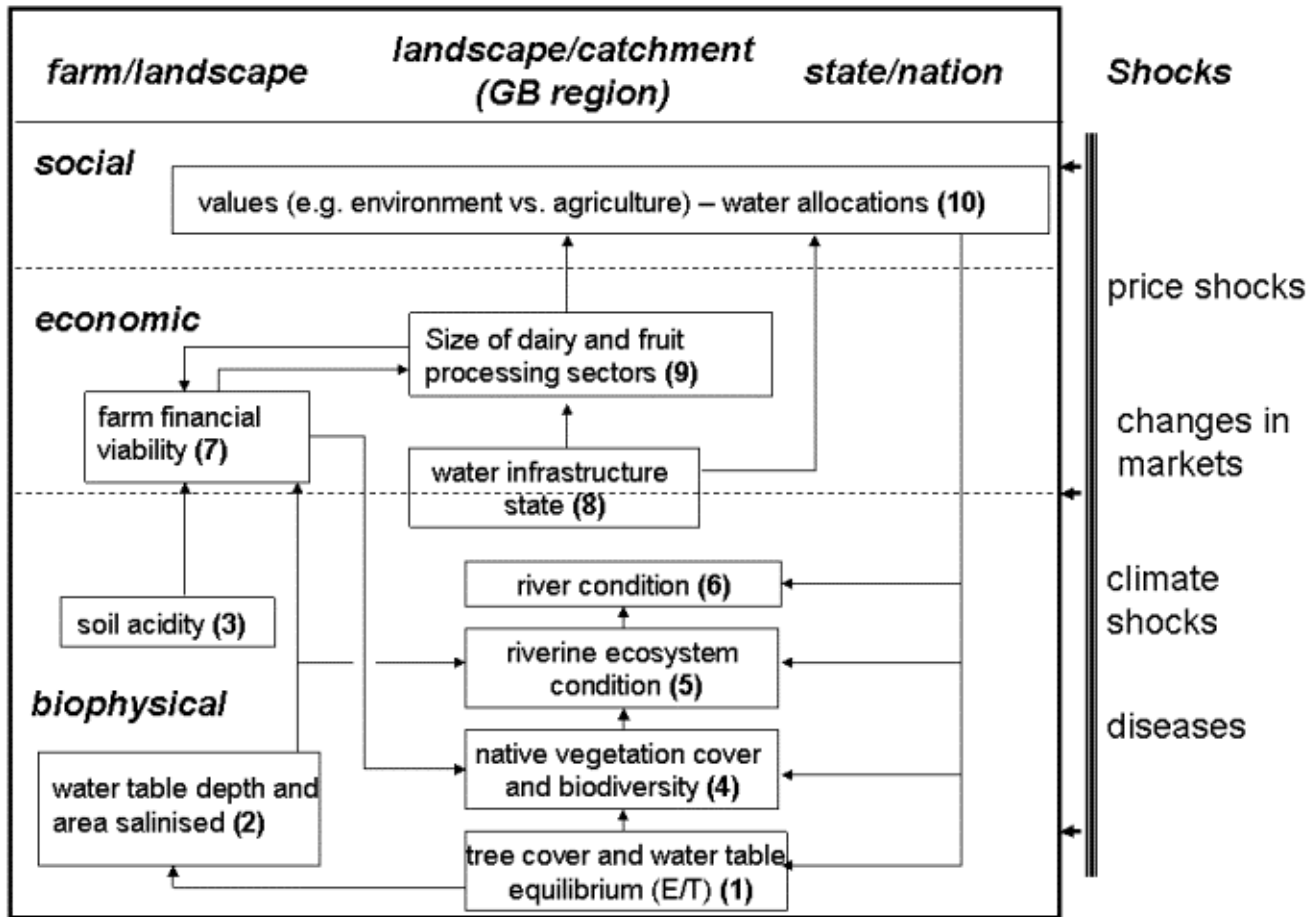 farm/landscape
landscape/catchment
(GB region)
state/nation
Shocks
social
values (e.g. environment vs. agriculture) – water allocations (10)
economic
Size of dairy and fruit
processing sectors (9)
price shocks
farm financial
viability (7)
changes in
markets
water infrastructure
state (8)
river condition (6)
climate
shocks
soil acidity (3)
riverine ecosystem
condition (5)
biophysical
diseases
native vegetation cover
and biodiversity (4)
water table depth and
area salinised (2)
tree cover and water table
equilibrium (E/T) (1)